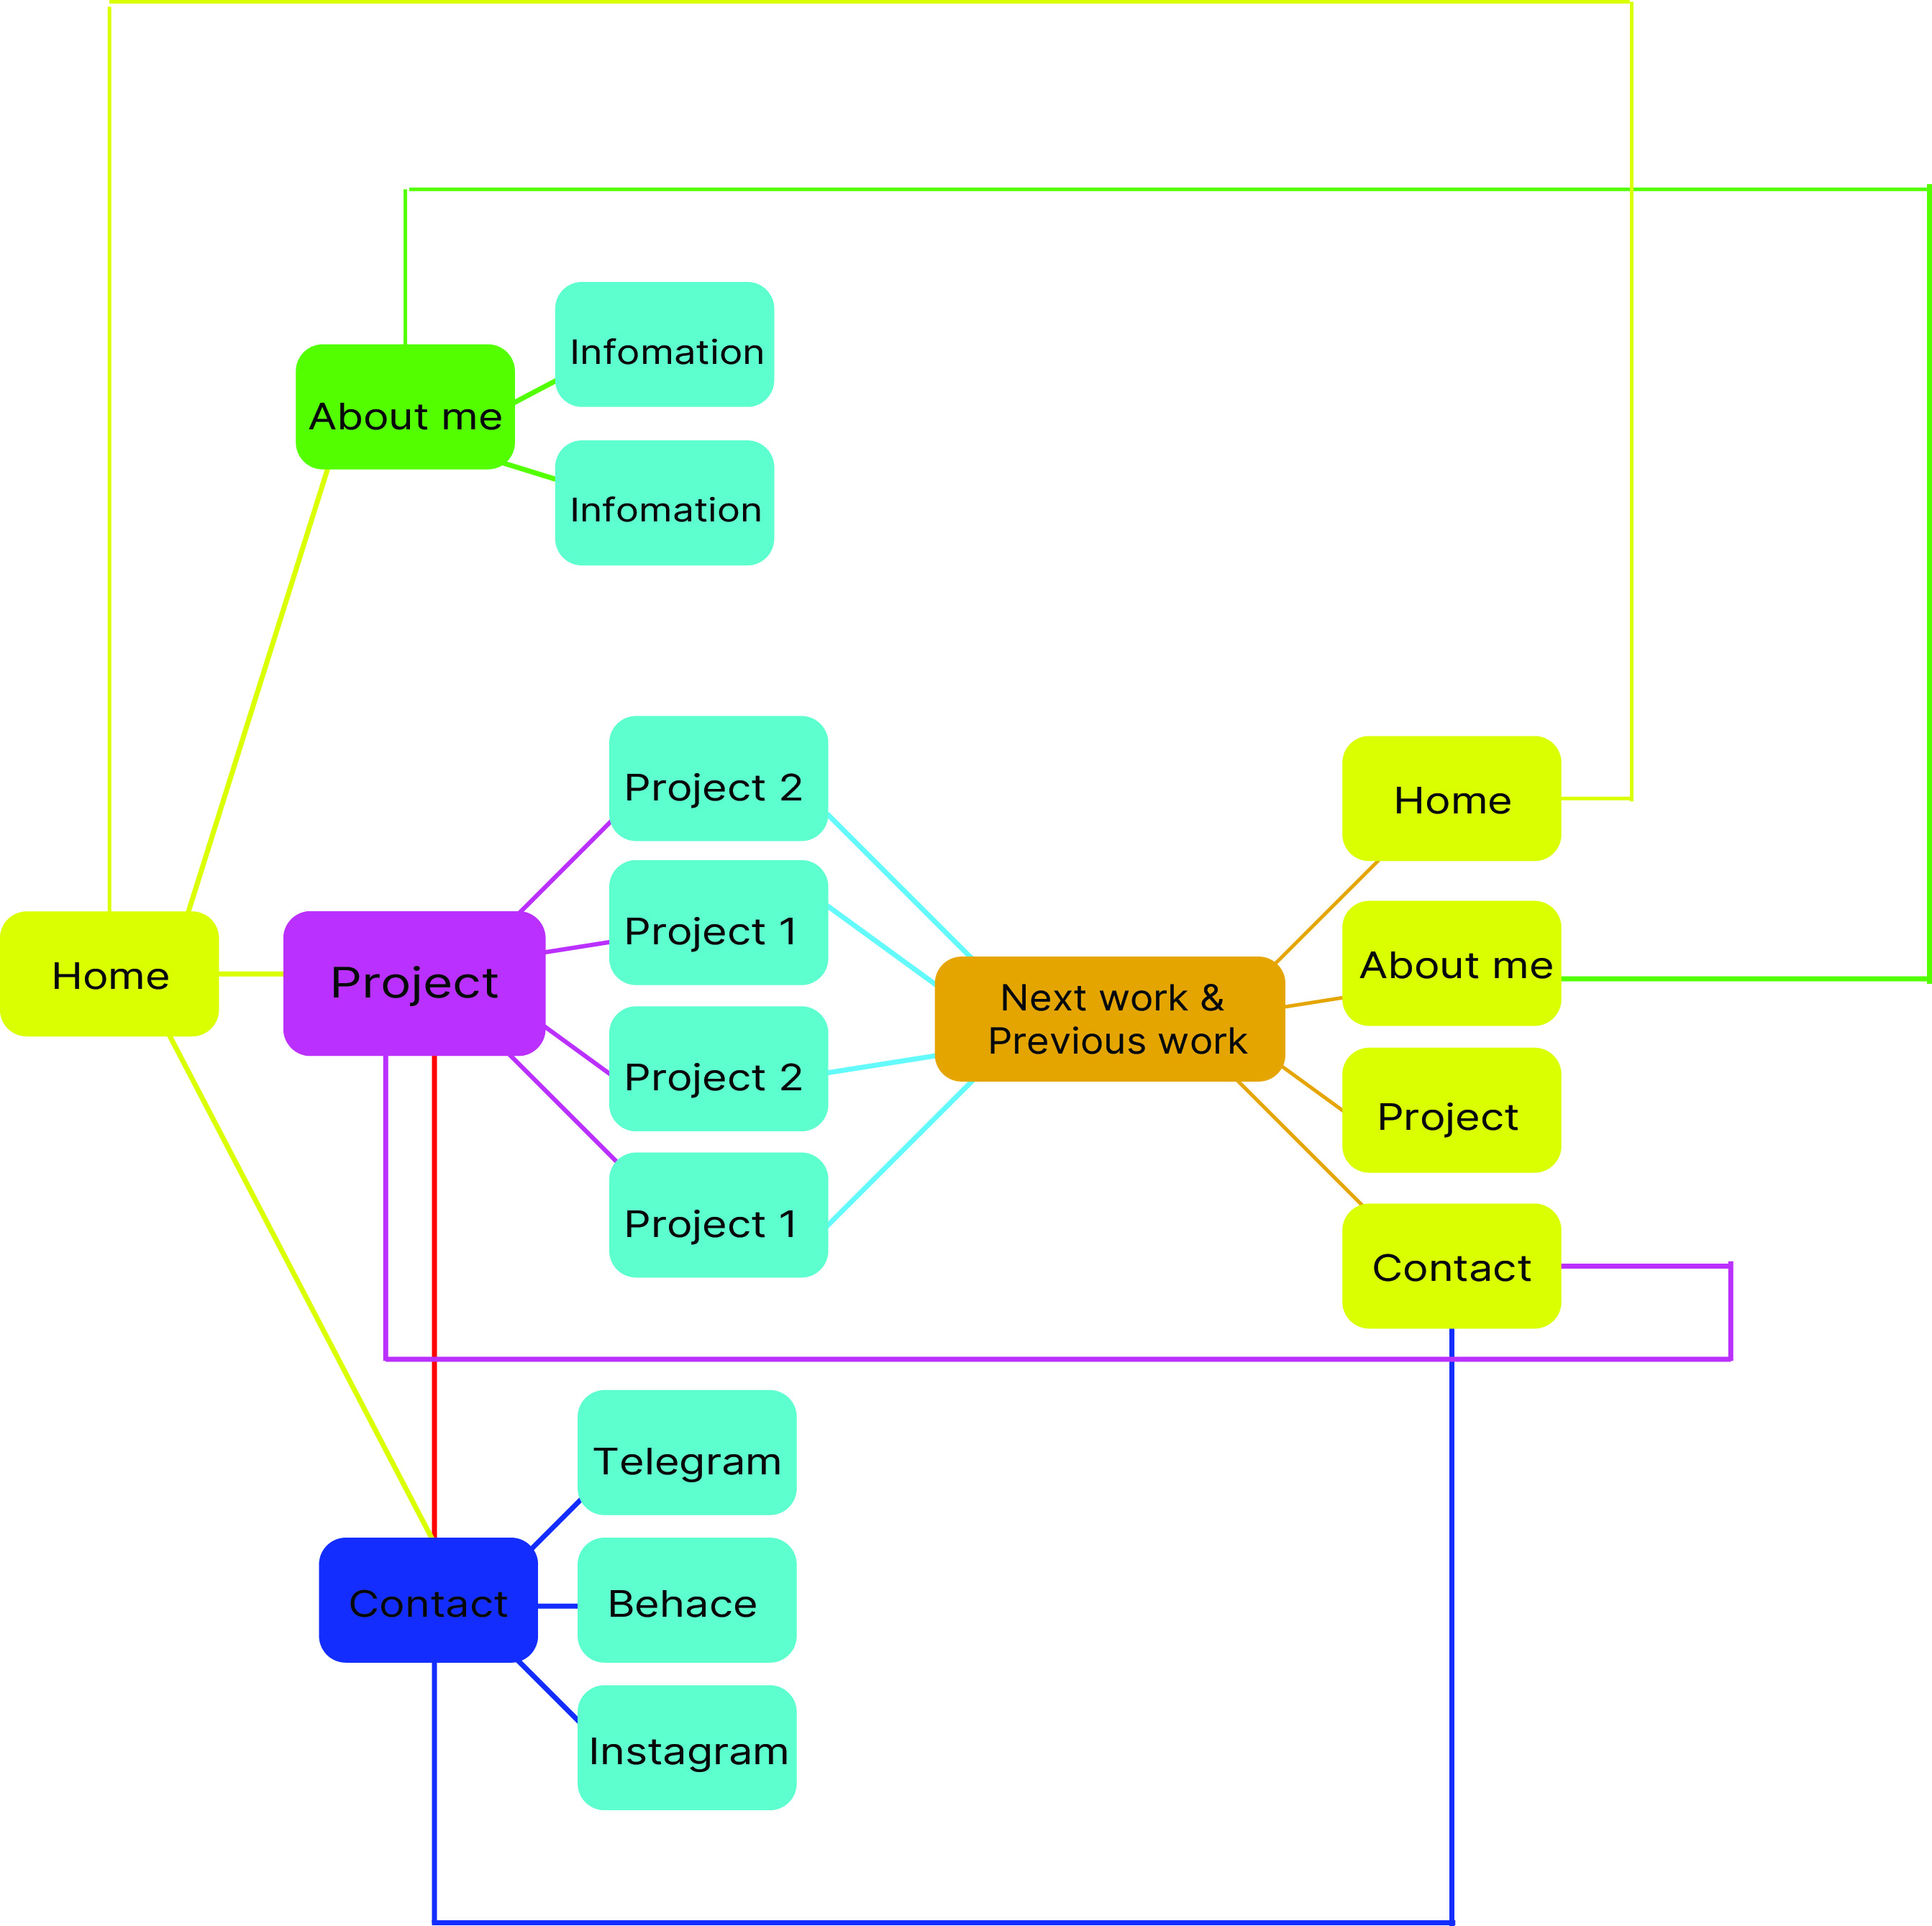 Infomation
About me
Infomation
Project 2
Home
Project 1
About me
Home
Project
Next work &
Previous work
Project 2
Project
Project 1
Contact
Telegram
Contact
Behace
Instagram